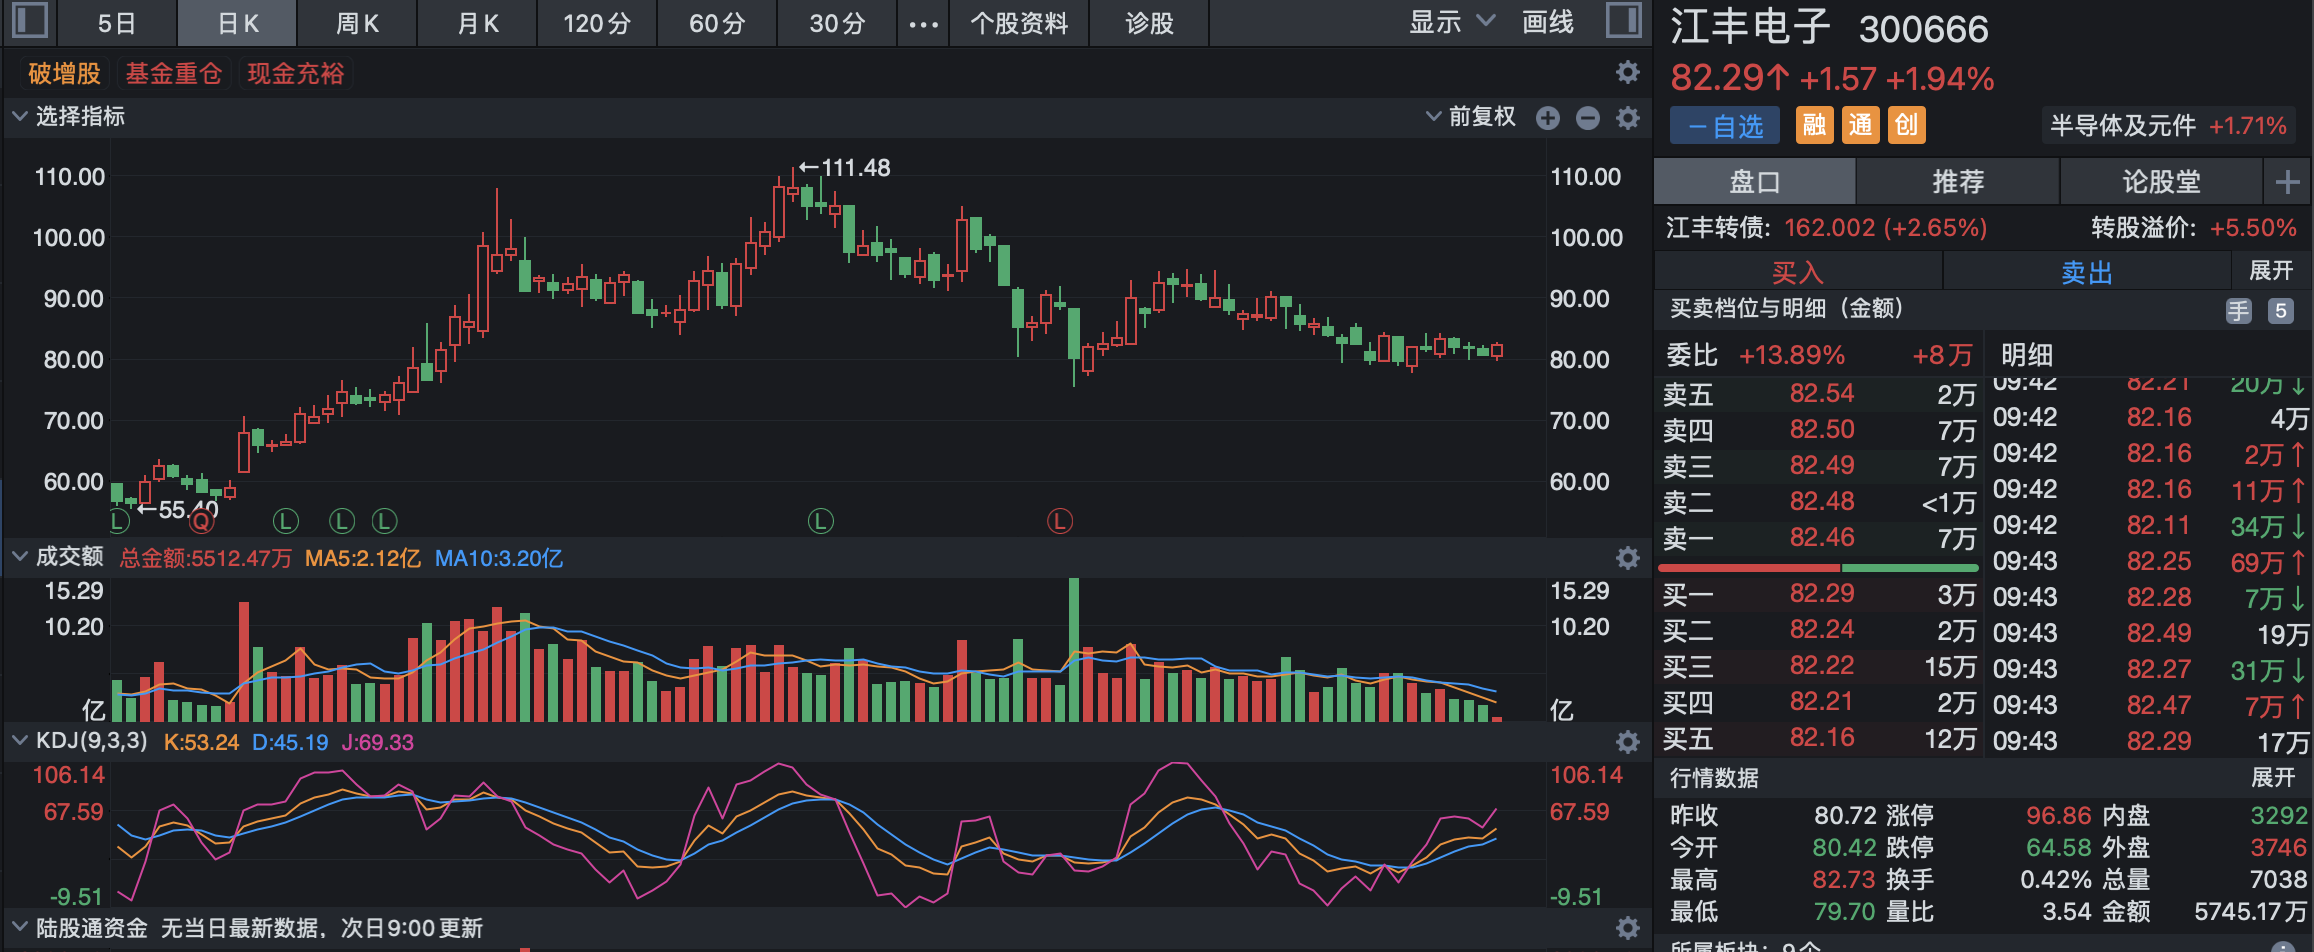 5日 日K 周K 月K 120分 60分 30分 ··· 个股资料 诊股 显示 画线
破增股 基金重仓 现金充裕
选择指标 前复权
←111.48
110.00 110.00
100.00 100.00
90.00 90.00
80.00 80.00
70.00 70.00
60.00 60.00
←55.40
L Q L L L L L
成交额 总金额:5512.47万 MA5:2.12亿 MA10:3.20亿
15.29 15.29
10.20 10.20
亿 亿
KDJ(9,3,3) K:53.24 D:45.19 J:69.33
106.14 106.14
67.59 67.59
-9.51 -9.51
陆股通资金 无当日最新数据，次日9:00更新
江丰电子 300666
82.29↑ +1.57 +1.94%
－自选 融 通 创 半导体及元件 +1.71%
盘口 推荐 论股堂 +
江丰转债: 162.002 (+2.65%) 转股溢价: +5.50%
买入 卖出 展开
买卖档位与明细（金额） 手 5
委比 +13.89% +8万 明细
卖五 82.54 2万
卖四 82.50 7万
卖三 82.49 7万
卖二 82.48 <1万
卖一 82.46 7万
买一 82.29 3万
买二 82.24 2万
买三 82.22 15万
买四 82.21 2万
买五 82.16 12万
09:42 82.21 20万↓
09:42 82.16 4万
09:42 82.16 2万↑
09:42 82.16 11万↑
09:42 82.11 34万↓
09:43 82.25 69万↑
09:43 82.28 7万↓
09:43 82.49 19万
09:43 82.27 31万↓
09:43 82.47 7万↑
09:43 82.29 17万
行情数据 展开
昨收 80.72 涨停 96.86 内盘 3292
今开 80.42 跌停 64.58 外盘 3746
最高 82.73 换手 0.42% 总量 7038
最低 79.70 量比 3.54 金额 5745.17万
所属板块: 9个